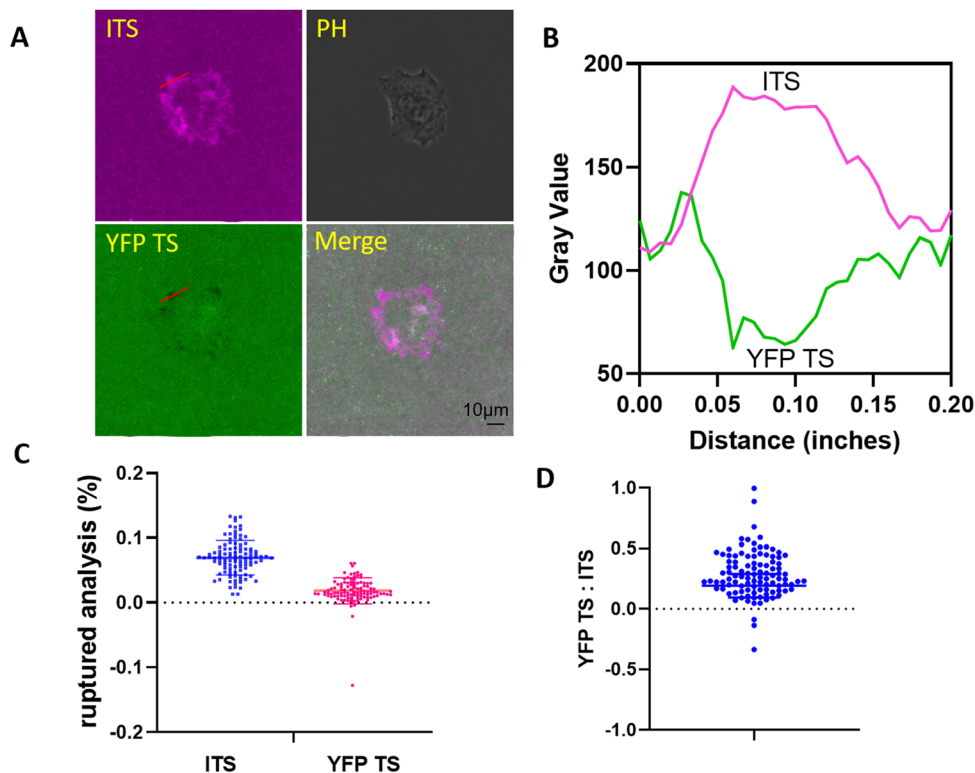 A
ITS
PH
YFP TS
Merge
10µm
B
200
150
100
50
Gray Value
ITS
YFP TS
0.00 0.05 0.10 0.15 0.20
Distance (inches)
C
ruptured analysis (%)
0.2
0.1
0.0
-0.1
-0.2
ITS YFP TS
D
YFP TS : ITS
1.0
0.5
0.0
-0.5
-1.0